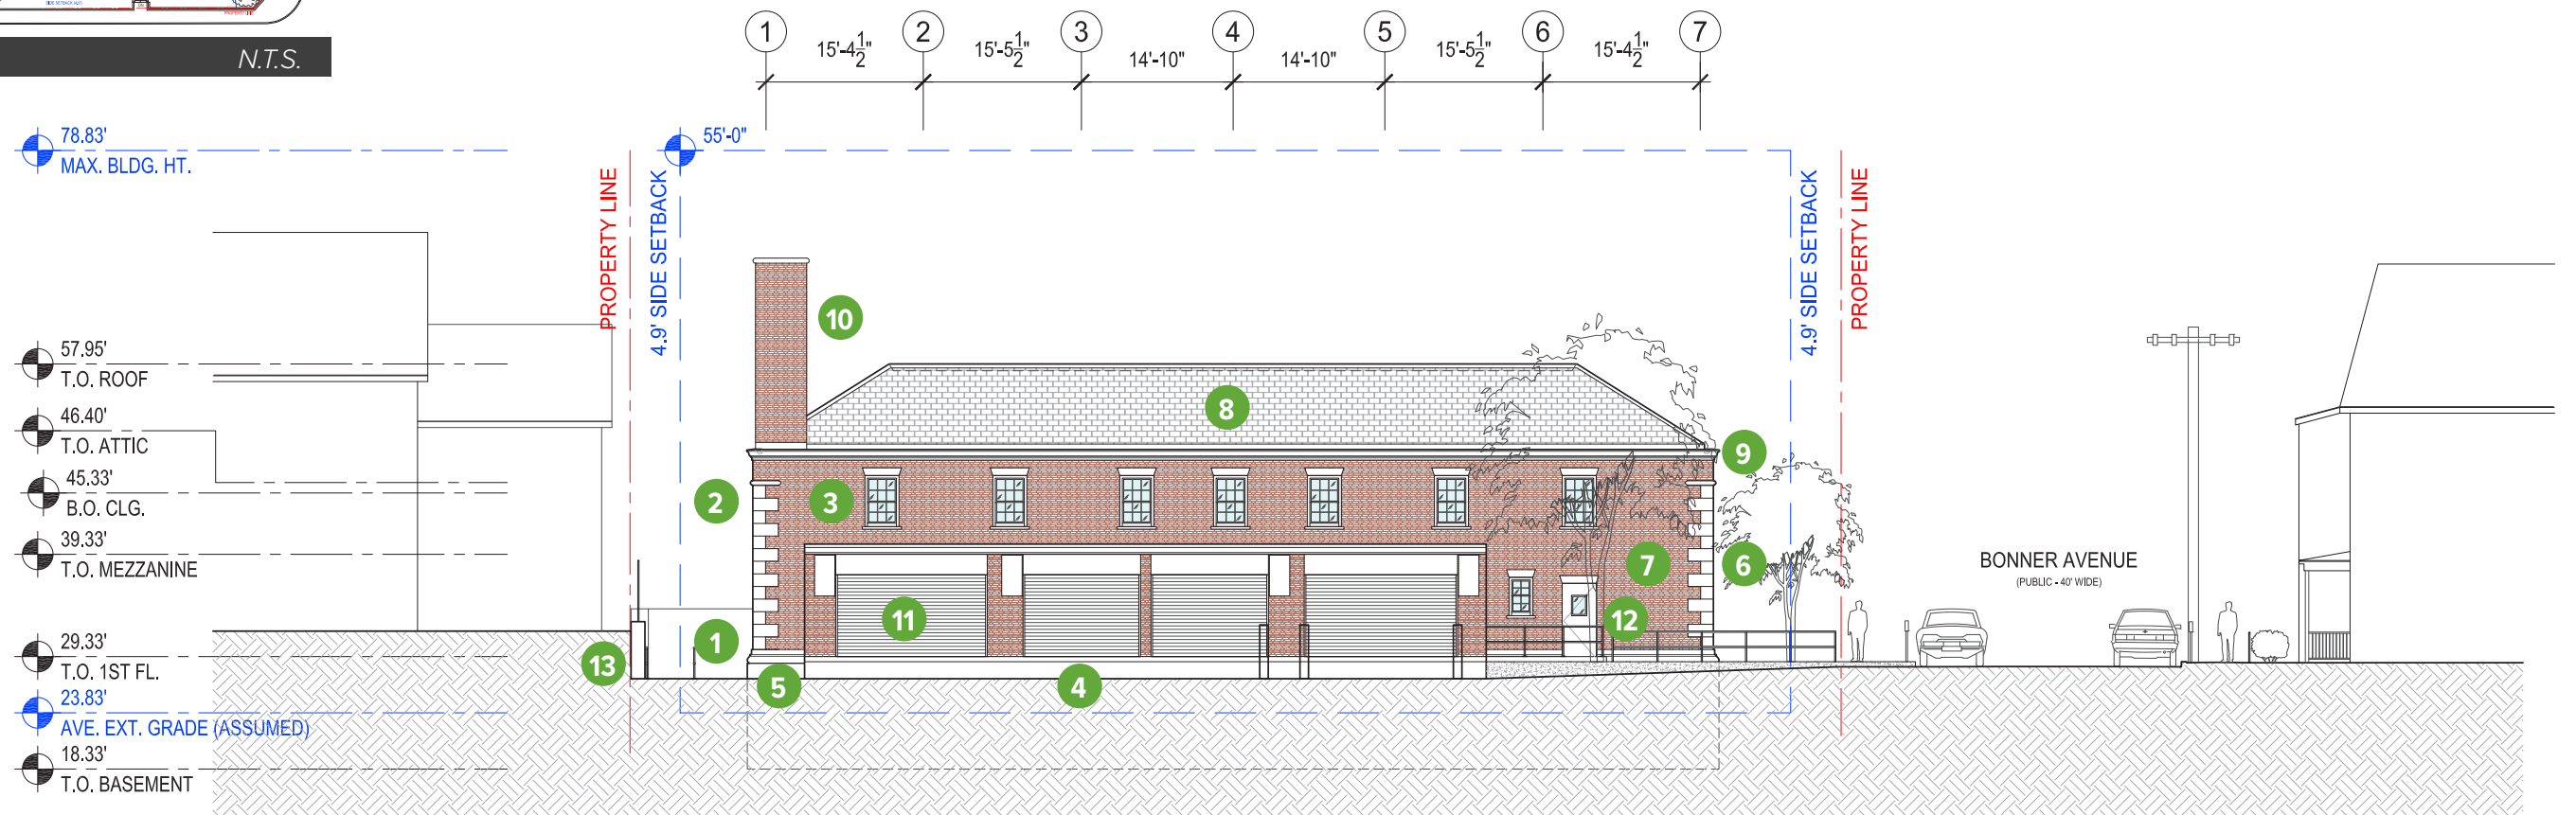 N.T.S.
1 2 3 4 5 6 7
15'-4 1/2" 15'-5 1/2" 14'-10" 14'-10" 15'-5 1/2" 15'-4 1/2"
78.83'
MAX. BLDG. HT.
55'-0"
PROPERTY LINE
4.9' SIDE SETBACK
4.9' SIDE SETBACK
PROPERTY LINE
57.95'
T.O. ROOF
46.40'
T.O. ATTIC
45.33'
B.O. CLG.
39.33'
T.O. MEZZANINE
29.33'
T.O. 1ST FL.
23.83'
AVE. EXT. GRADE (ASSUMED)
18.33'
T.O. BASEMENT
10
8
9
2
3
7
6
11
12
1
13
5
4
BONNER AVENUE
(PUBLIC - 40' WIDE)